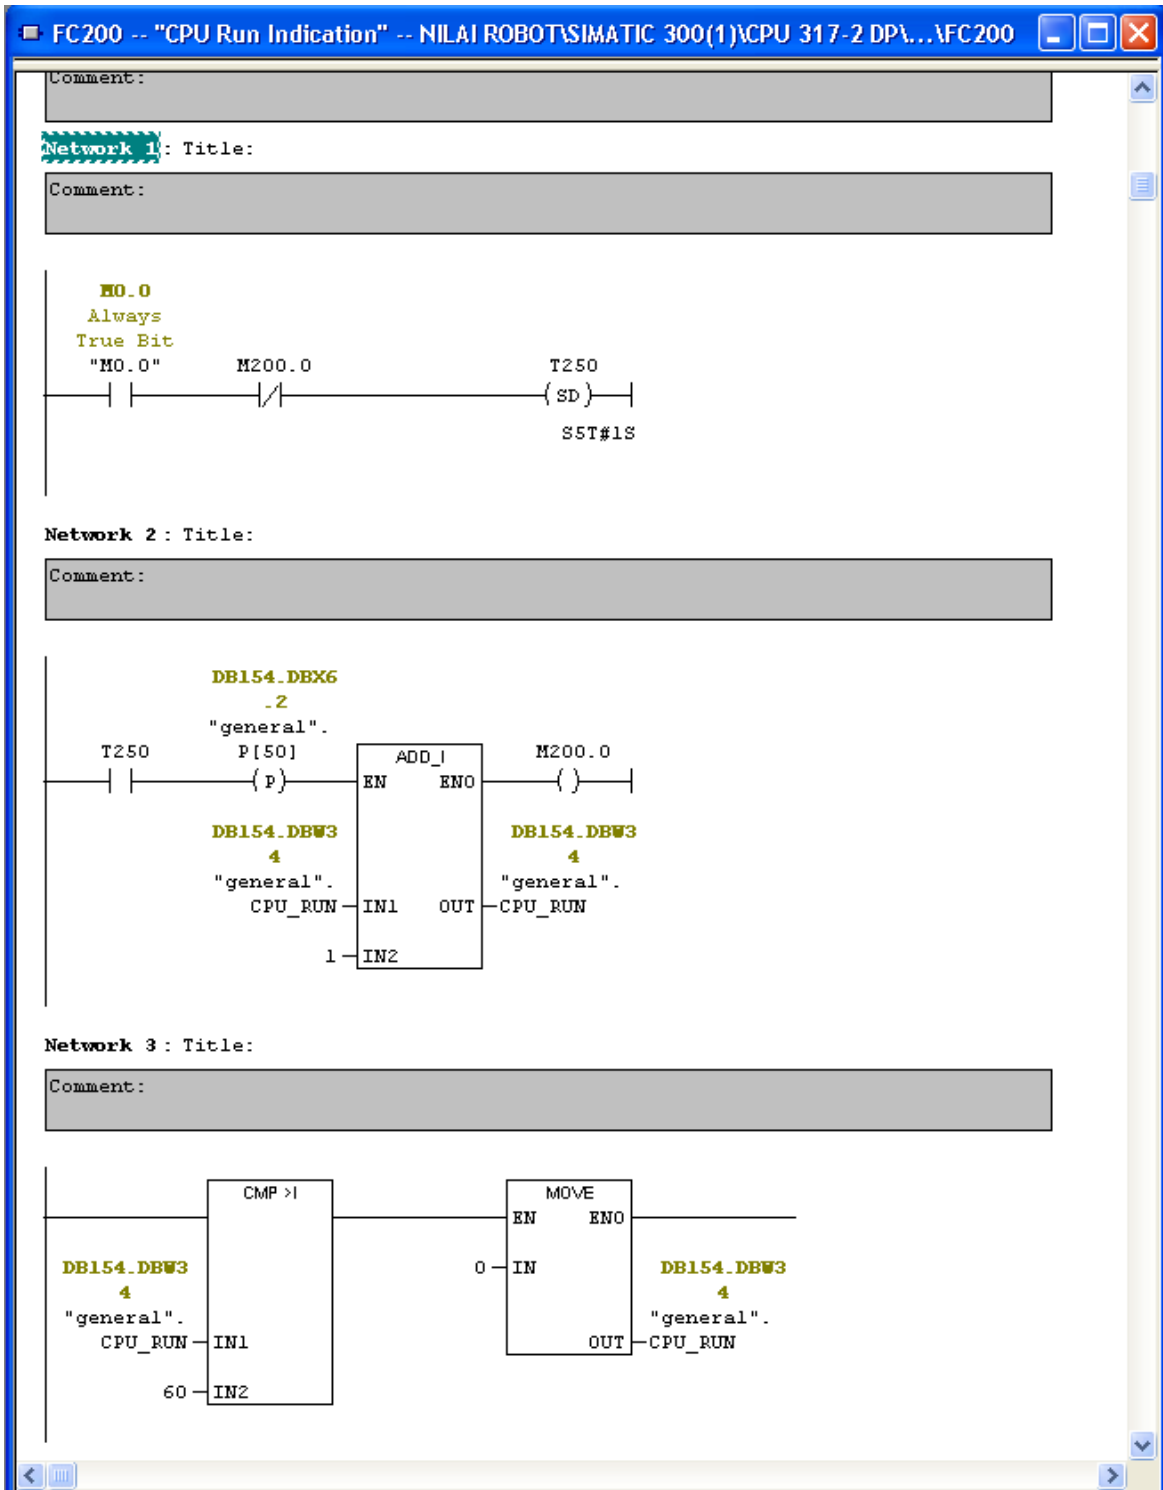 FC200 -- "CPU Run Indication" -- NILAI ROBOT\SIMATIC 300(1)\CPU 317-2 DP\...\FC200
Comment:
Network 1: Title:
Comment:
M0.0
Always
True Bit
"M0.0" M200.0 T250
SD
S5T#1S
Network 2: Title:
Comment:
DB154.DBX6
.2
"general".
T250 P[50] ADD_I M200.0
P EN ENO
DB154.DBW3 DB154.DBW3
4 4
"general". "general".
CPU_RUN IN1 OUT CPU_RUN
1 IN2
Network 3: Title:
Comment:
CMP >I MOVE
EN ENO
DB154.DBW3 0 IN DB154.DBW3
4 4
"general". "general".
CPU_RUN IN1 OUT CPU_RUN
60 IN2